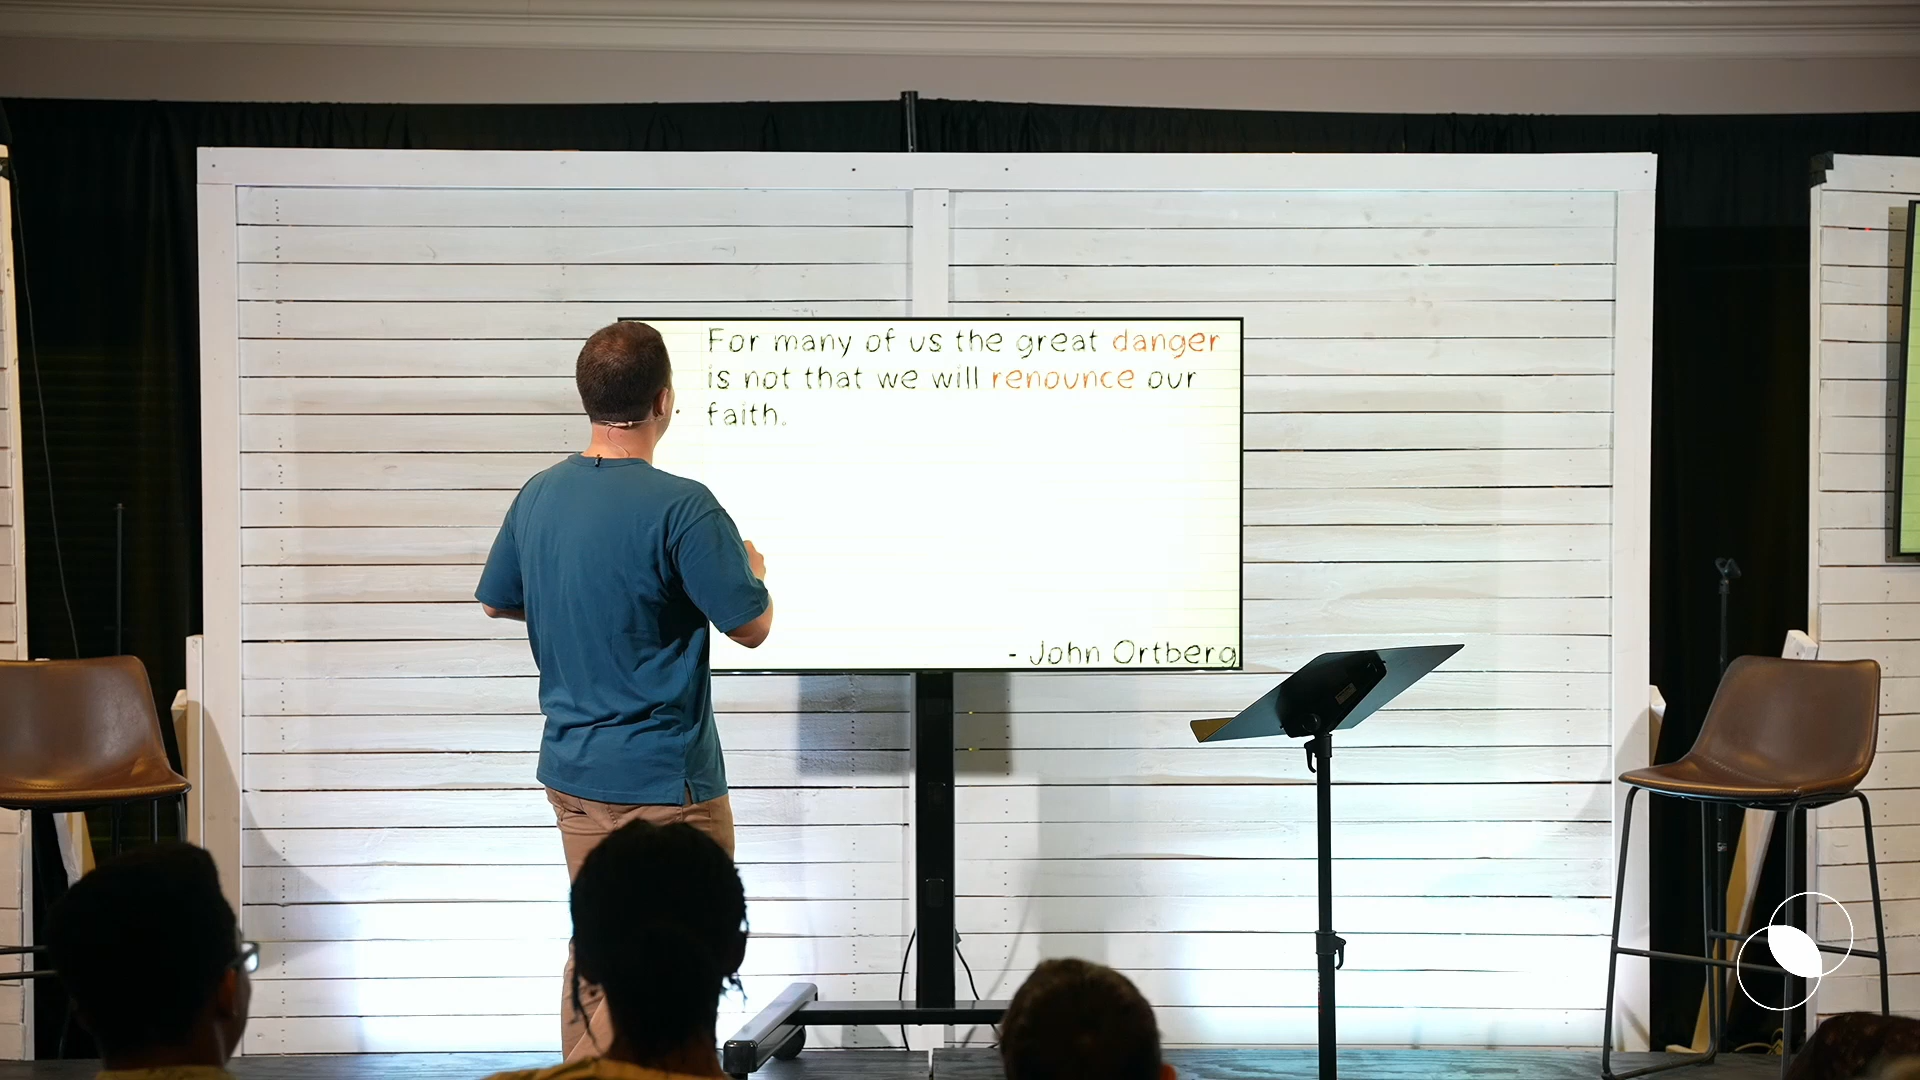 For many of us the great danger
is not that we will renounce our
faith.
- John Ortberg